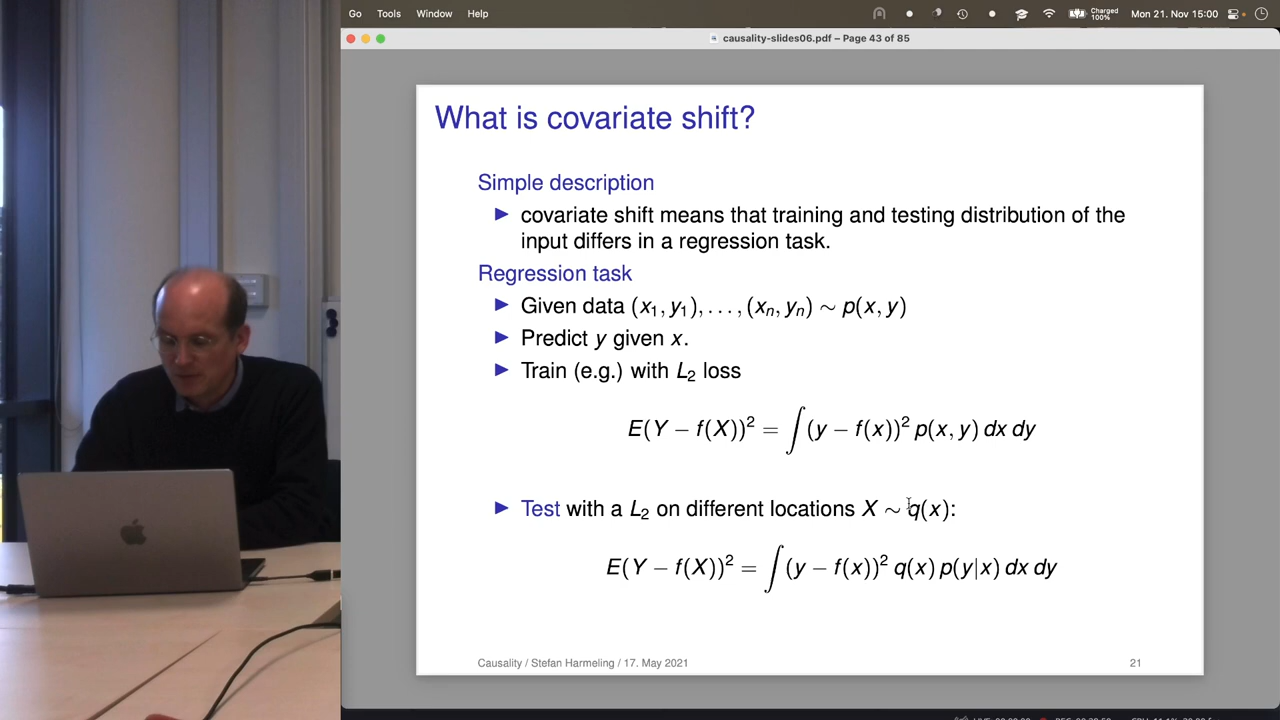 Go Tools Window Help Charged 100% Mon 21. Nov 15:00
causality-slides06.pdf – Page 43 of 85
What is covariate shift?
Simple description
▶ covariate shift means that training and testing distribution of the
input differs in a regression task.
Regression task
▶ Given data (x₁, y₁), . . . , (xₙ, yₙ) ∼ p(x, y)
▶ Predict y given x.
▶ Train (e.g.) with L₂ loss
E(Y − f(X))² = ∫(y − f(x))² p(x, y) dx dy
▶ Test with a L₂ on different locations X ∼ q(x):
E(Y − f(X))² = ∫(y − f(x))² q(x) p(y|x) dx dy
Causality / Stefan Harmeling / 17. May 2021 21